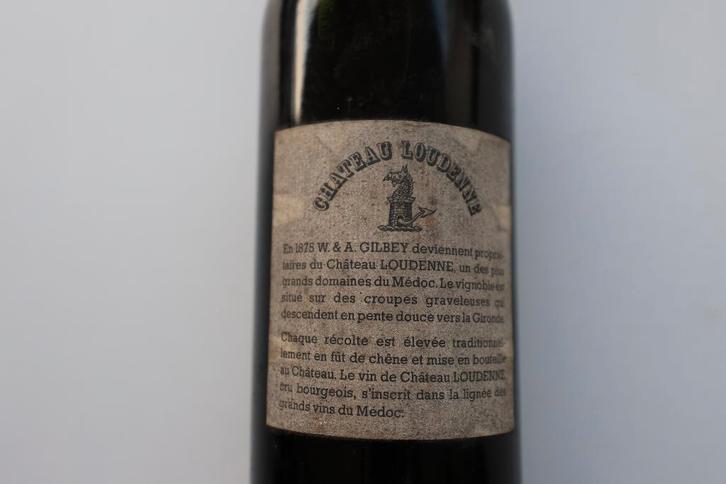 CHATEAU LOUDENNE
En 1875 W. & A. GILBEY deviennent proprié-
taires du Château LOUDENNE, un des plus
grands domaines du Médoc. Le vignoble est
situé sur des croupes graveleuses qui
descendent en pente douce vers la Gironde.
Chaque récolte est élevée traditionnel-
lement en fût de chêne et mise en bouteille
au Château. Le vin de Château LOUDENNE,
cru bourgeois, s'inscrit dans la lignée des
grands vins du Médoc.